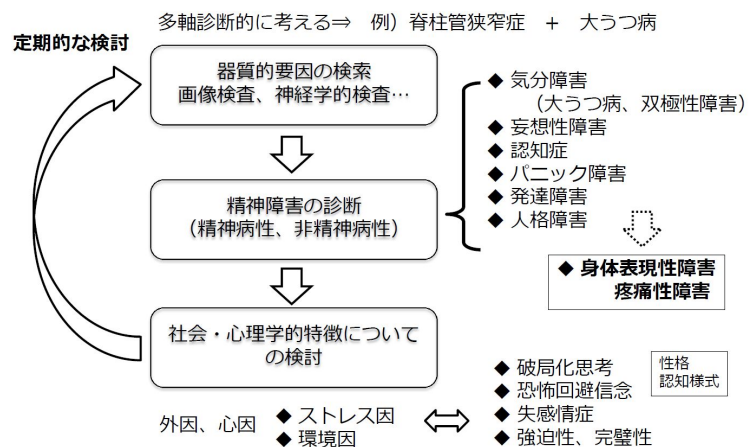 多軸診断的に考える⇒ 例）脊柱管狭窄症 + 大うつ病
定期的な検討
器質的要因の検索
画像検査、神経学的検査…
精神障害の診断
（精神病性、非精神病性）
◆ 気分障害
（大うつ病、双極性障害）
◆ 妄想性障害
◆ 認知症
◆ パニック障害
◆ 発達障害
◆ 人格障害
◆ 身体表現性障害
疼痛性障害
社会・心理学的特徴について
の検討
外因、心因
◆ ストレス因
◆ 環境因
◆ 破局化思考
◆ 恐怖回避信念
◆ 失感情症
◆ 強迫性、完璧性
性格
認知様式